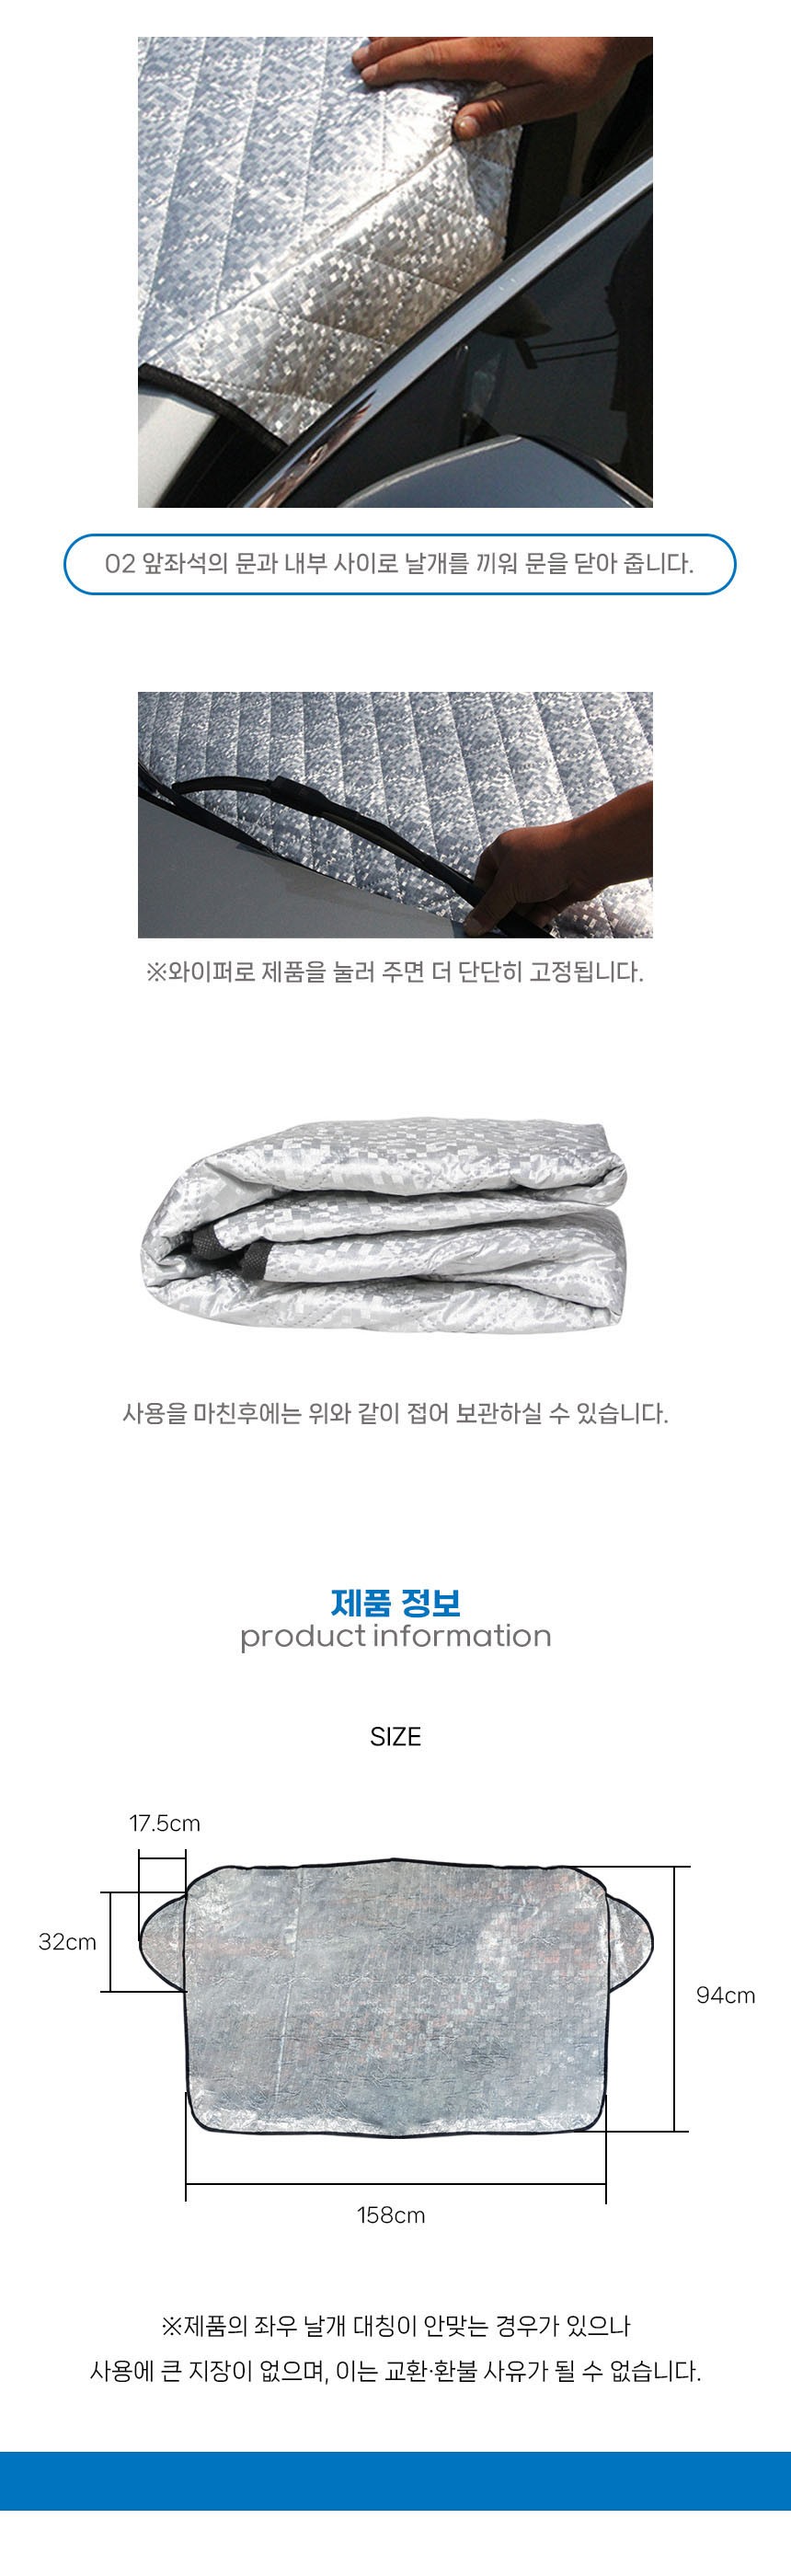 02 앞좌석의 문과 내부 사이로 날개를 끼워 문을 닫아 줍니다.
※와이퍼로 제품을 눌러 주면 더 단단히 고정됩니다.
사용을 마친후에는 위와 같이 접어 보관하실 수 있습니다.
제품 정보
product information
SIZE
17.5cm
32cm
94cm
158cm
※제품의 좌우 날개 대칭이 안맞는 경우가 있으나
사용에 큰 지장이 없으며, 이는 교환·환불 사유가 될 수 없습니다.